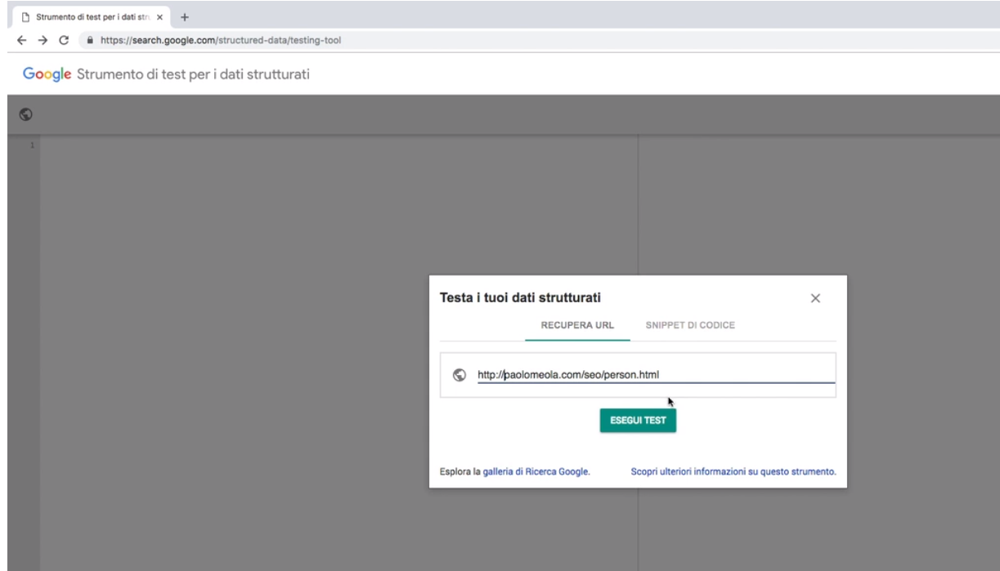 Strumento di test per i dati stru
https://search.google.com/structured-data/testing-tool
Google Strumento di test per i dati strutturati
1
Testa i tuoi dati strutturati
RECUPERA URL SNIPPET DI CODICE
http://paolomeola.com/seo/person.html
ESEGUI TEST
Esplora la galleria di Ricerca Google. Scopri ulteriori informazioni su questo strumento.